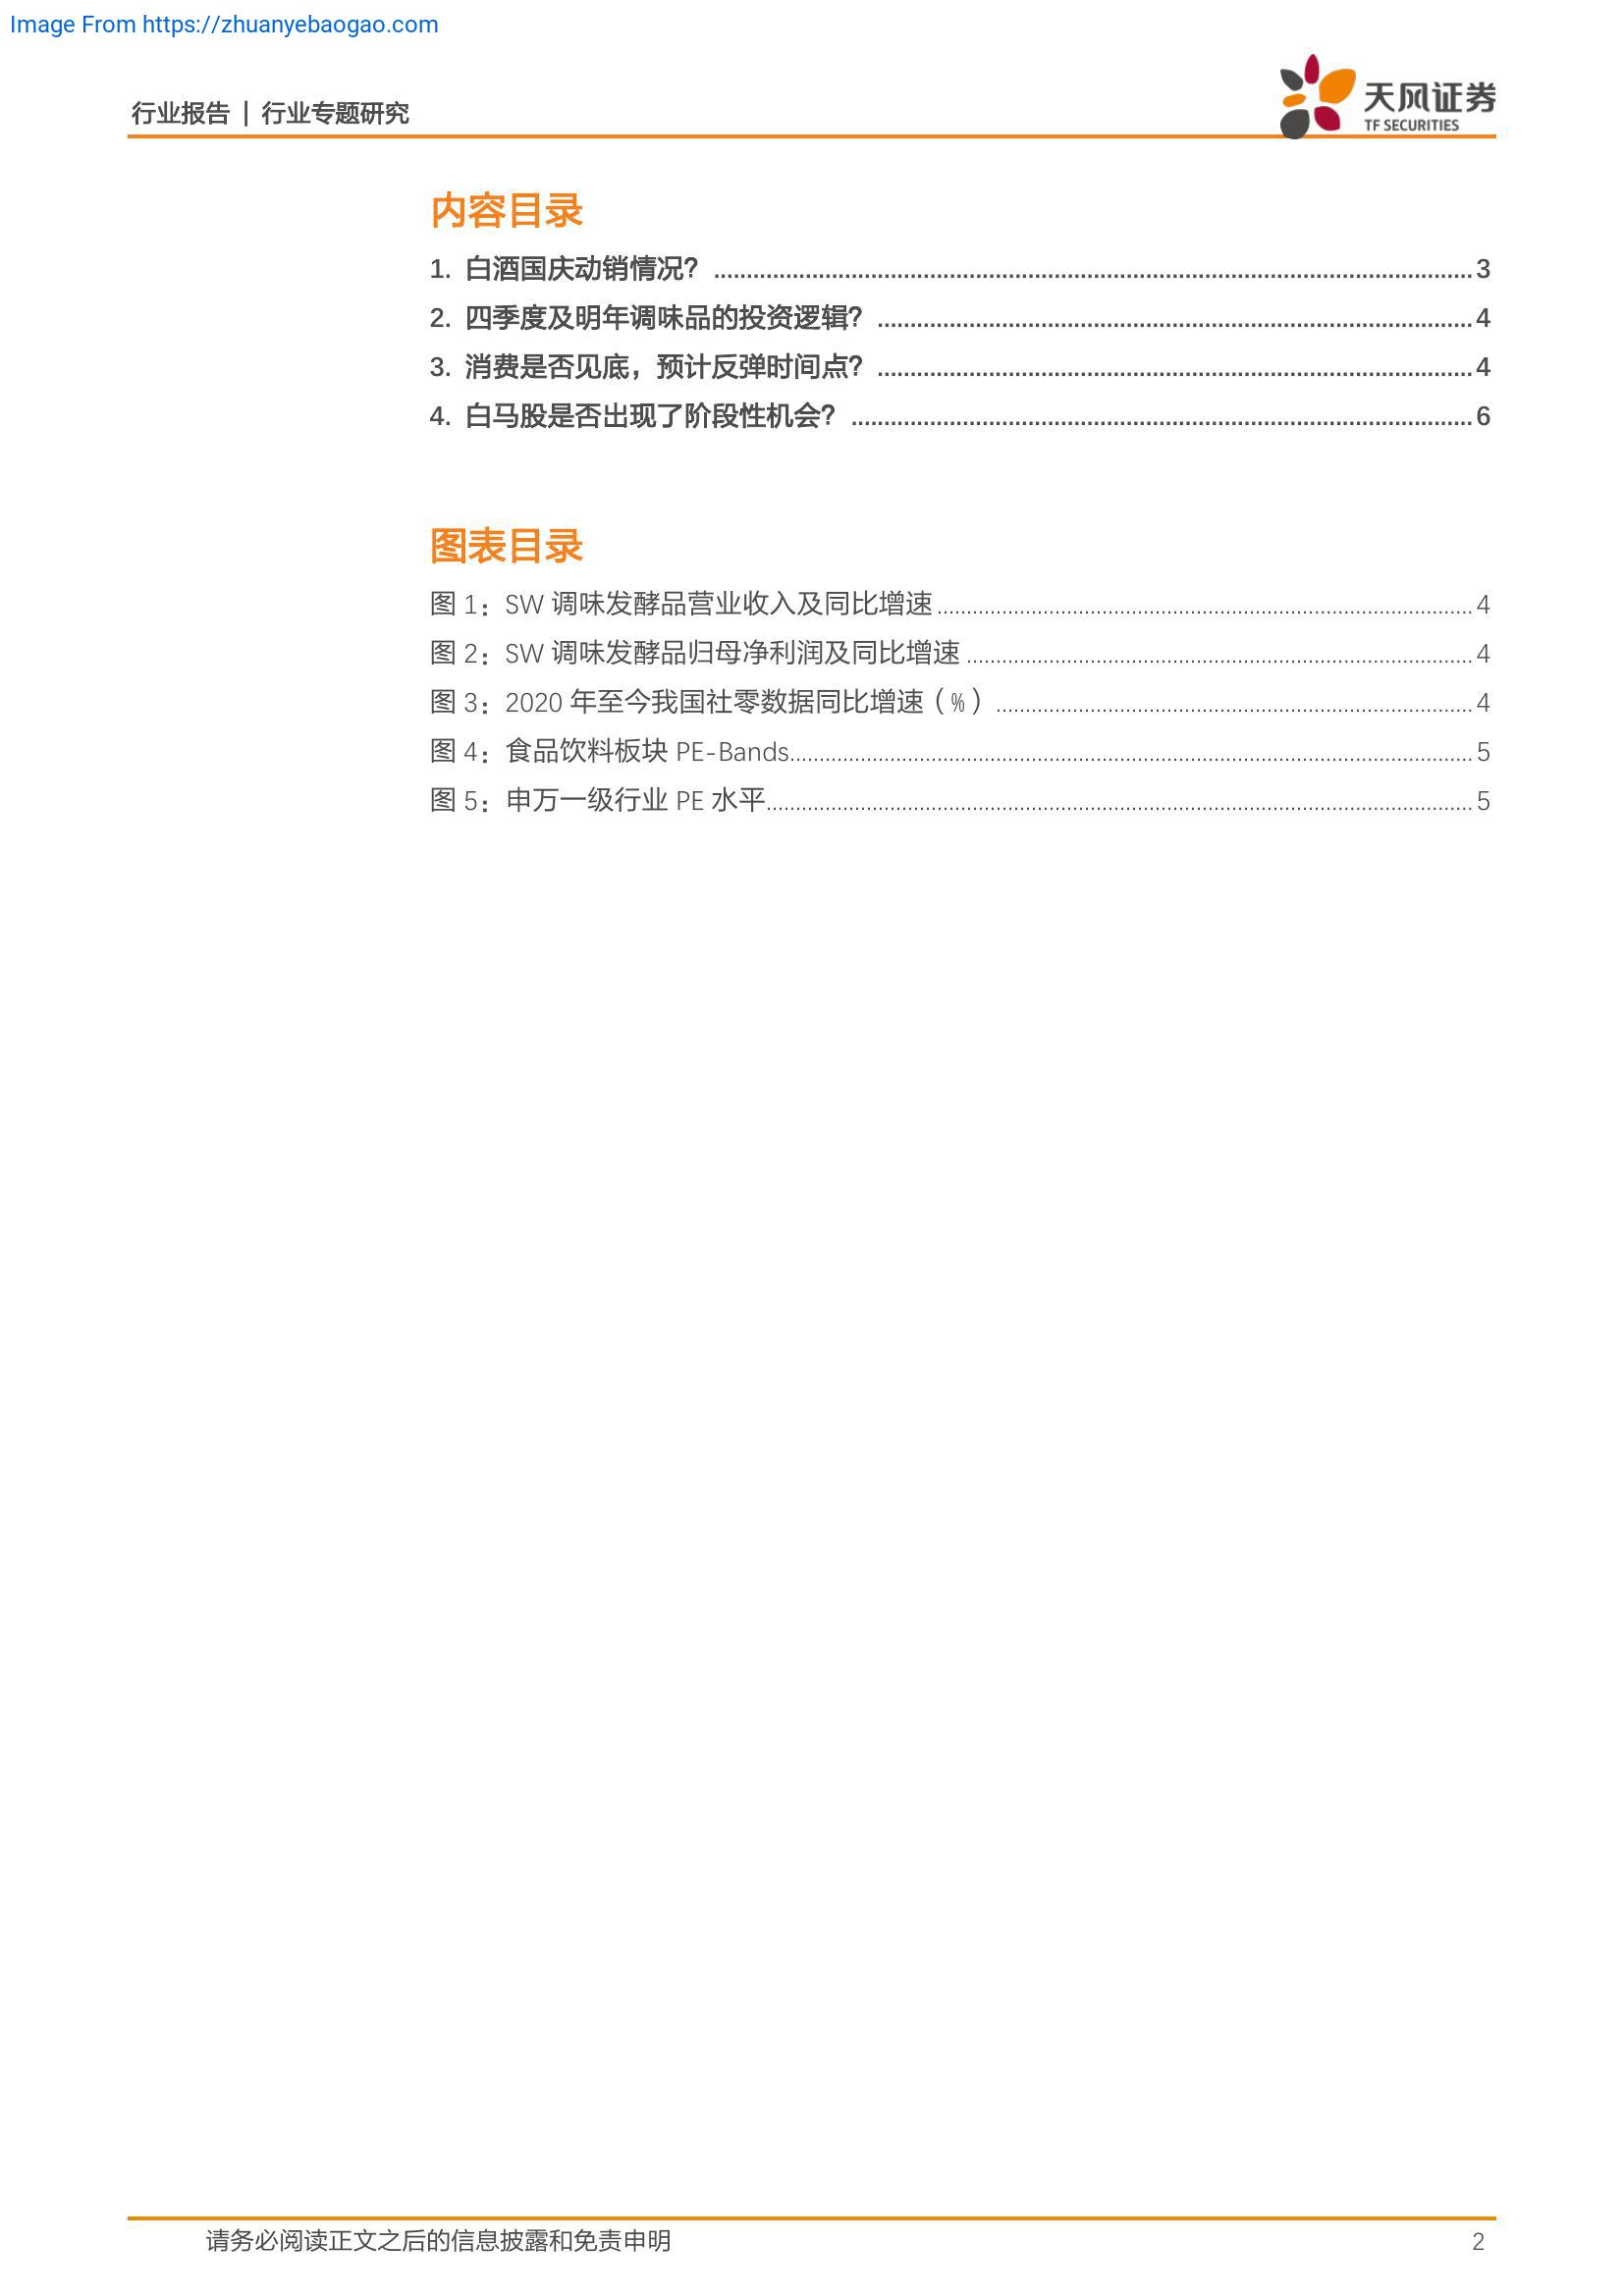 Image From https://zhuanyebaogao.com
行业报告 | 行业专题研究
天风证券
TF SECURITIES
内容目录
1. 白酒国庆动销情况？ ........ 3
2. 四季度及明年调味品的投资逻辑？ ........ 4
3. 消费是否见底，预计反弹时间点？ ........ 4
4. 白马股是否出现了阶段性机会？ ........ 6
图表目录
图 1：SW 调味发酵品营业收入及同比增速 ........ 4
图 2：SW 调味发酵品归母净利润及同比增速 ........ 4
图 3：2020 年至今我国社零数据同比增速（%） ........ 4
图 4：食品饮料板块 PE-Bands ........ 5
图 5：申万一级行业 PE 水平 ........ 5
请务必阅读正文之后的信息披露和免责申明 2